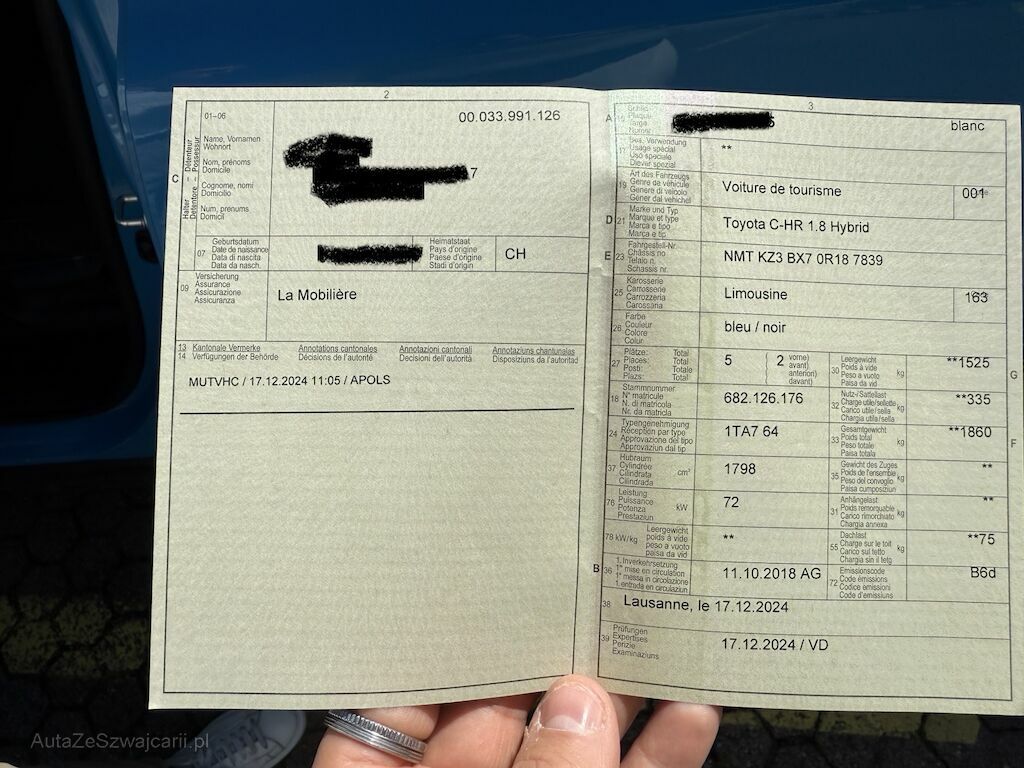 2
01–06
00.033.991.126
C
Halter – Détenteur
Detentore – Possessur
Name, Vornamen
Wohnort
Nom, prénoms
Domicile
Cognome, nomi
Domicilio
Num, prenums
Domicil
7
07
Geburtsdatum
Date de naissance
Data di nascita
Data da nasch.
Heimatstaat
Pays d'origine
Paese d'origine
Stadi d'origin
CH
09
Versicherung
Assurance
Assicurazione
Assicuranza
La Mobilière
13
14
Kantonale Vermerke
Verfügungen der Behörde
Annotations cantonales
Décisions de l'autorité
Annotazioni cantonali
Decisioni dell'autorità
Annotaziuns chantunalas
Disposiziuns da l'autoritad
MUTVHC / 17.12.2024 11:05 / APOLS
3
A
15
Schild
Plaque
Targa
Numer
blanc
17
Bes. Verwendung
Usage spécial
Uso speciale
Diever spezial
**
19
Art des Fahrzeugs
Genre de véhicule
Genere di veicolo
Gener dal vehichel
Voiture de tourisme
001
D
21
Marke und Typ
Marque et type
Marca e tipo
Marca e tip
Toyota C-HR 1.8 Hybrid
E
23
Fahrgestell-Nr.
Châssis no
Telaio n.
Schassis nr.
NMT KZ3 BX7 0R18 7839
25
Karosserie
Carrosserie
Carrozzeria
Carossaria
Limousine
163
26
Farbe
Couleur
Colore
Colur
bleu / noir
27
Plätze: Total
Places: Total
Posti: Totale
Plazs: Total
5
2
vorne)
avant)
anteriori)
davant)
30
Leergewicht
Poids à vide
Peso a vuoto
Paisa da vid
kg
**1525
G
18
Stammnummer
N° matricule
N. di matricola
Nr. da matricla
682.126.176
32
Nutz-/Sattellast
Charge utile/sellette
Carico utile/sella
Chargia utila/sella
kg
**335
24
Typengenehmigung
Réception par type
Approvazione del tipo
Approvaziun dal tip
1TA7 64
33
Gesamtgewicht
Poids total
Peso totale
Paisa totala
kg
**1860
F
37
Hubraum
Cylindrée
Cilindrata
Cilindrada
cm³
1798
35
Gewicht des Zuges
Poids de l'ensemble
Peso del convoglio
Paisa cumposiziun
kg
**
76
Leistung
Puissance
Potenza
Prestaziun
kW
72
31
Anhängelast
Poids remorquable
Carico rimorchiato
Chargia annexa
kg
**
78 kW/kg
Leergewicht
poids à vide
peso a vuoto
paisa da vid
**
55
Dachlast
Charge sur le toit
Carico sul tetto
Chargia sin il tetg
kg
**75
B
36
1. Inverkehrsetzung
1re mise en circulation
1a messa in circolazione
1. entrada en circulaziun
11.10.2018 AG
72
Emissionscode
Code émissions
Codice emissioni
Code d'emissiuns
B6d
38
Lausanne, le 17.12.2024
39
Prüfungen
Expertises
Perizie
Examinaziuns
17.12.2024 / VD
AutaZeSzwajcarii.pl